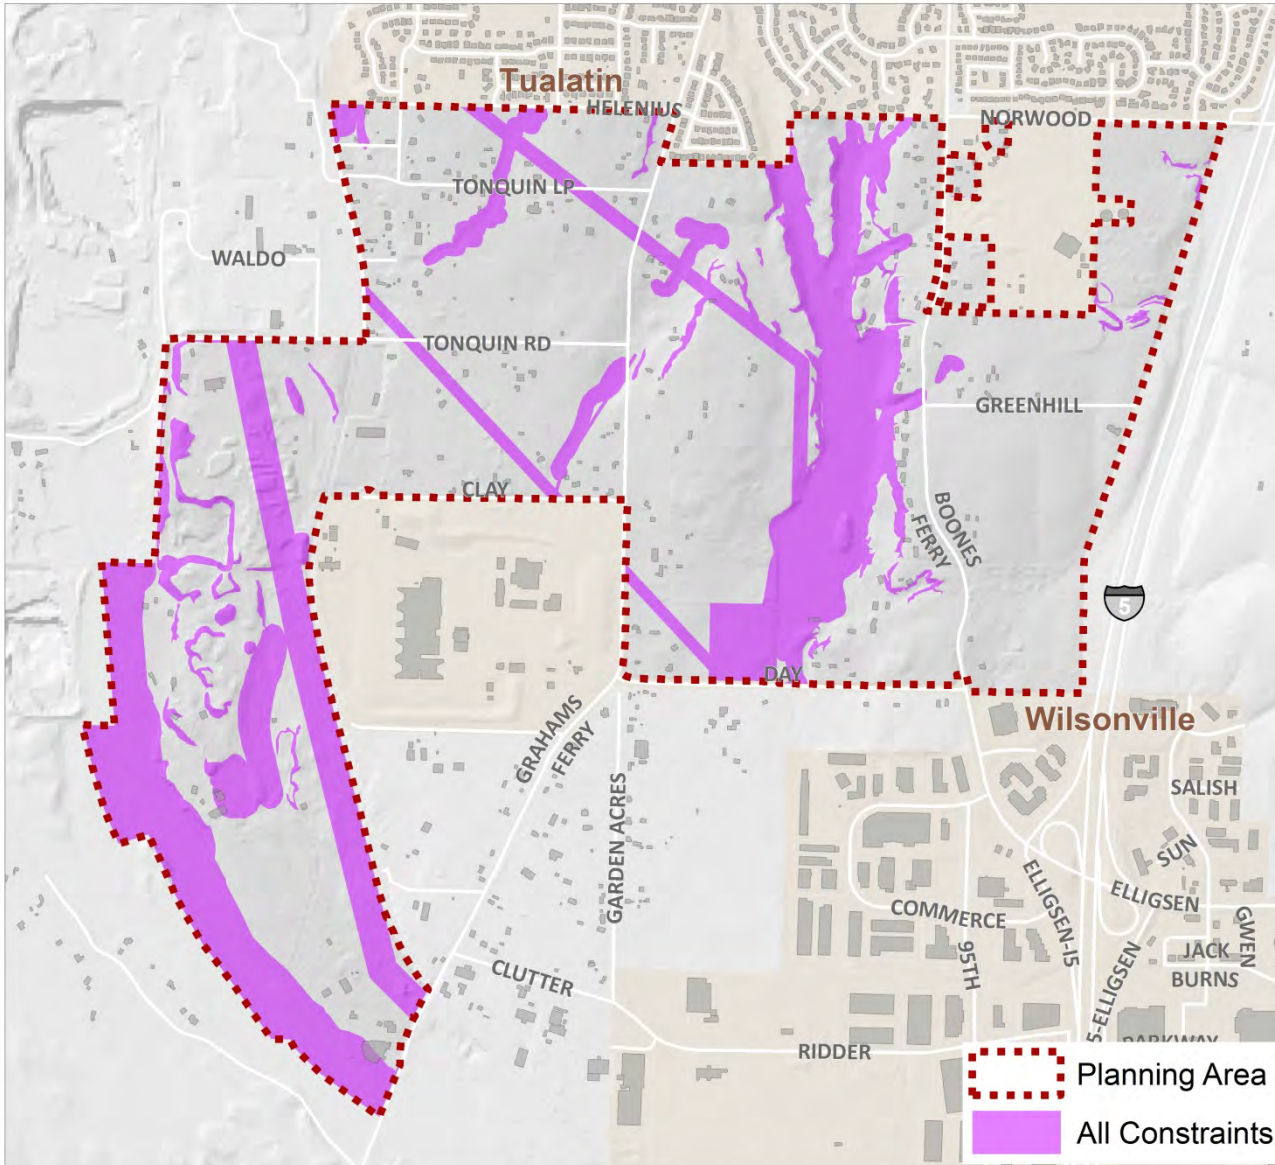 Tualatin
HELENIUS
NORWOOD
TONQUIN LP
WALDO
TONQUIN RD
GREENHILL
CLAY
BOONES
FERRY
5
DAY
Wilsonville
GRAHAMS
FERRY
SALISH
GARDEN ACRES
SUN
ELLIGSEN
ELLIGSEN-I5
COMMERCE
GWEN
95TH
JACK
BURNS
CLUTTER
5-ELLIGSEN
RIDDER
PARKWAY
Planning Area
All Constraints